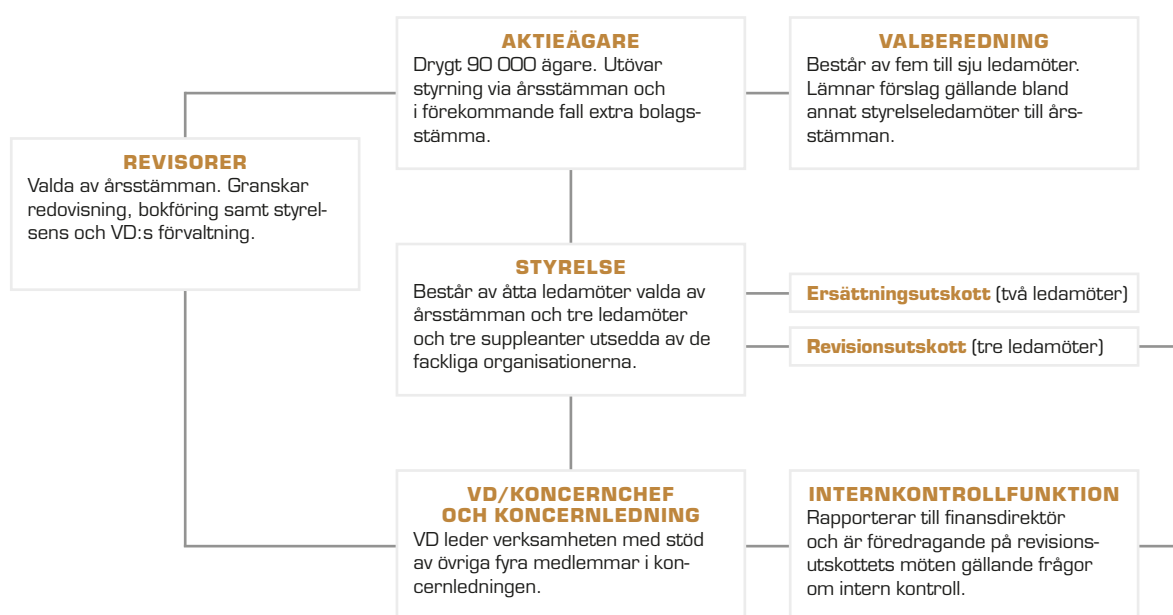 AKTIEÄGARE
Drygt 90 000 ägare. Utövar
styrning via årsstämman och
i förekommande fall extra bolags-
stämma.
VALBEREDNING
Består av fem till sju ledamöter.
Lämnar förslag gällande bland
annat styrelseledamöter till års-
stämman.
REVISORER
Valda av årsstämman. Granskar
redovisning, bokföring samt styrel-
sens och VD:s förvaltning.
STYRELSE
Består av åtta ledamöter valda av
årsstämman och tre ledamöter
och tre suppleanter utsedda av de
fackliga organisationerna.
Ersättningsutskott (två ledamöter)
Revisionsutskott (tre ledamöter)
VD/KONCERNCHEF
OCH KONCERNLEDNING
VD leder verksamheten med stöd
av övriga fyra medlemmar i kon-
cernledningen.
INTERNKONTROLLFUNKTION
Rapporterar till finansdirektör
och är föredragande på revisions-
utskottets möten gällande frågor
om intern kontroll.